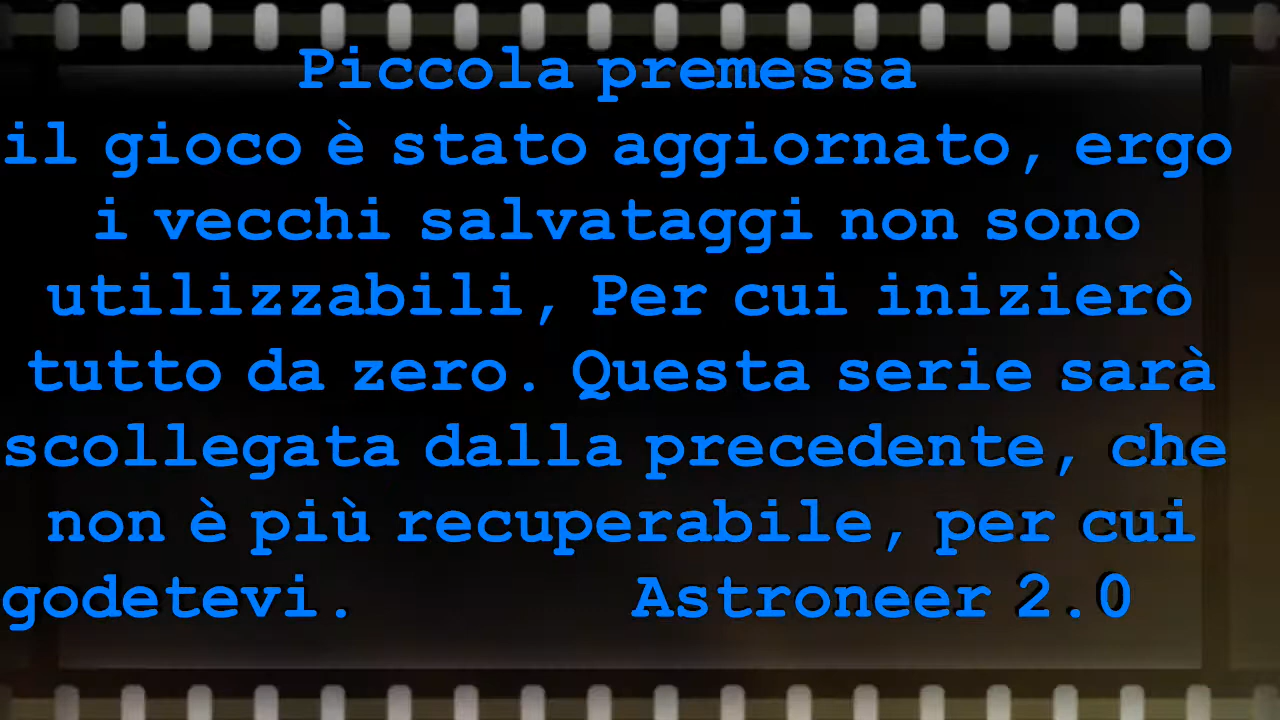 Piccola premessa
il gioco è stato aggiornato, ergo
i vecchi salvataggi non sono
utilizzabili, Per cui inizierò
tutto da zero. Questa serie sarà
scollegata dalla precedente, che
non è più recuperabile, per cui
godetevi. Astroneer 2.0